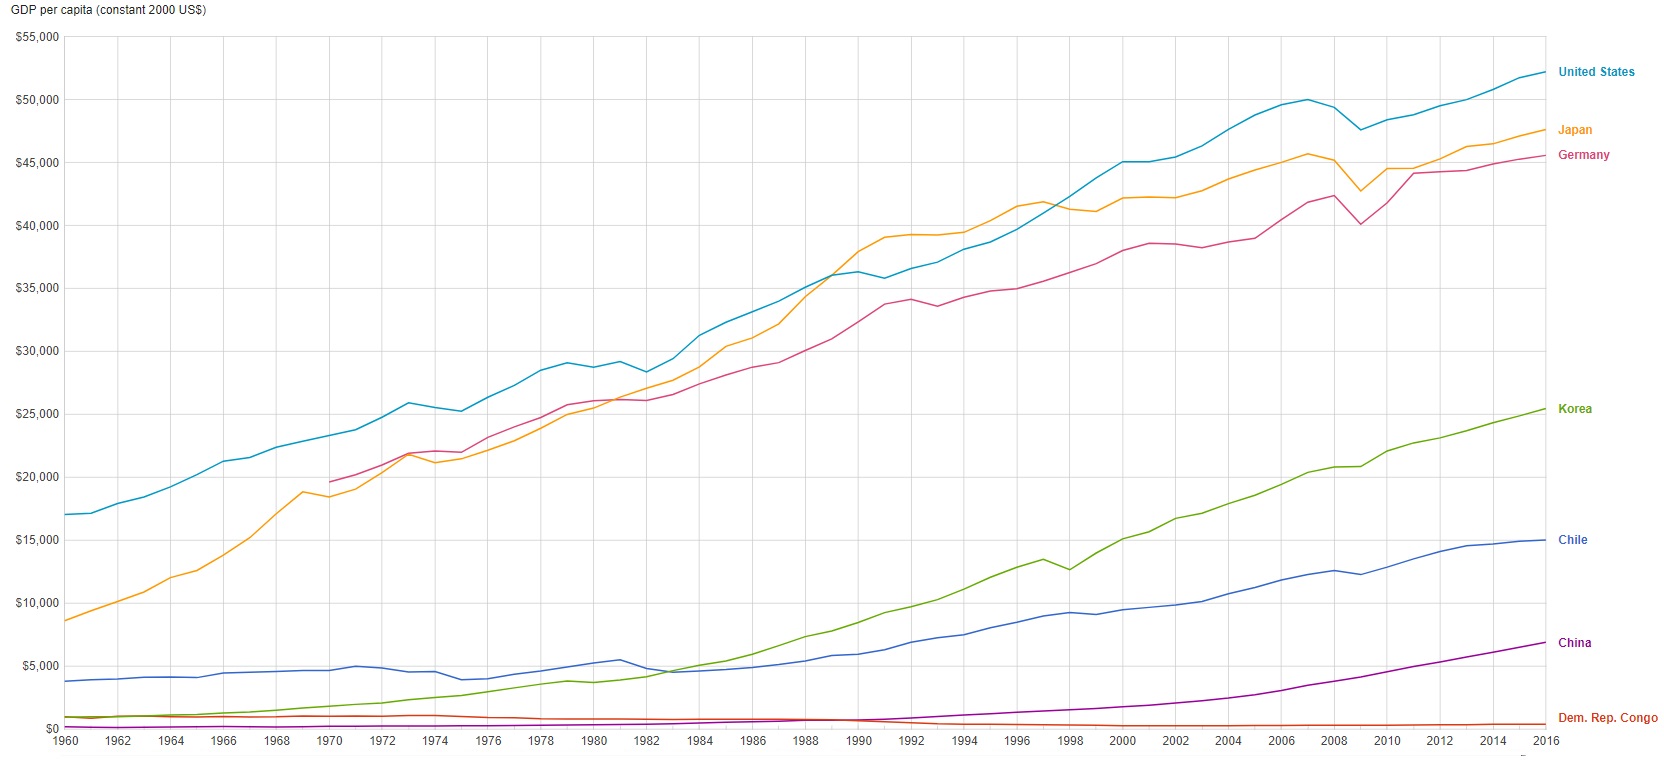 GDP per capita (constant 2000 US$)
$55,000
United States
$50,000
Japan
Germany
$45,000
$40,000
$35,000
$30,000
$25,000
Korea
$20,000
$15,000
Chile
$10,000
China
$5,000
Dem. Rep. Congo
$0
1960 1962 1964 1966 1968 1970 1972 1974 1976 1978 1980 1982 1984 1986 1988 1990 1992 1994 1996 1998 2000 2002 2004 2006 2008 2010 2012 2014 2016